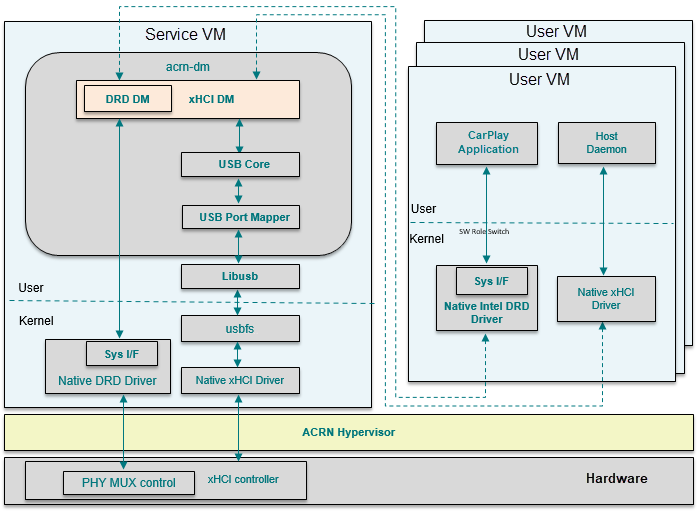 Service VM
acrn-dm
DRD DM
xHCI DM
USB Core
USB Port Mapper
Libusb
User
Kernel
usbfs
Sys I/F
Native DRD Driver
Native xHCI Driver
User VM
User VM
User VM
CarPlay
Application
Host
Daemon
User
Kernel
SW Role Switch
Sys I/F
Native Intel DRD
Driver
Native xHCI
Driver
ACRN Hypervisor
PHY MUX control
xHCI controller
Hardware